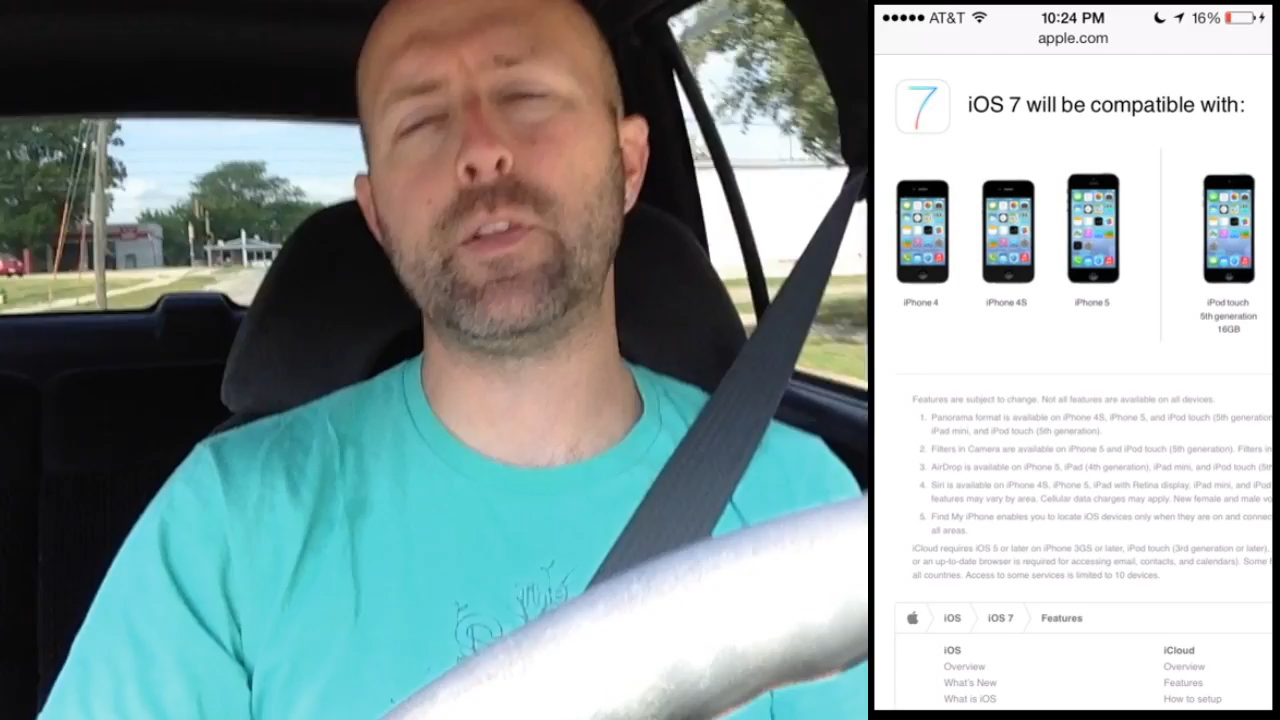 AT&T 10:24 PM 16%
apple.com
7 iOS 7 will be compatible with:
iPhone 4 iPhone 4S iPhone 5 iPod touch
5th generation
16GB
Features are subject to change. Not all features are available on all devices.
1. Panorama format is available on iPhone 4S, iPhone 5, and iPod touch (5th generation
iPad mini, and iPod touch (5th generation).
2. Filters in Camera are available on iPhone 5 and iPod touch (5th generation). Filters in
3. AirDrop is available on iPhone 5, iPad (4th generation), iPad mini, and iPod touch (5th
4. Siri is available on iPhone 4S, iPhone 5, iPad with Retina display, iPad mini, and iPod
features may vary by area. Cellular data charges may apply. New female and male
5. Find My iPhone enables you to locate iOS devices only when they are on and
all areas.
iCloud requires iOS 5 or later on iPhone 3GS or later, iPod touch (3rd generation or later),
or an up-to-date browser is required for accessing email, contacts, and calendars). Some
all countries. Access to some services is limited to 10 devices.
iOS iOS 7 Features
iOS iCloud
Overview Overview
What's New Features
What is iOS How to setup